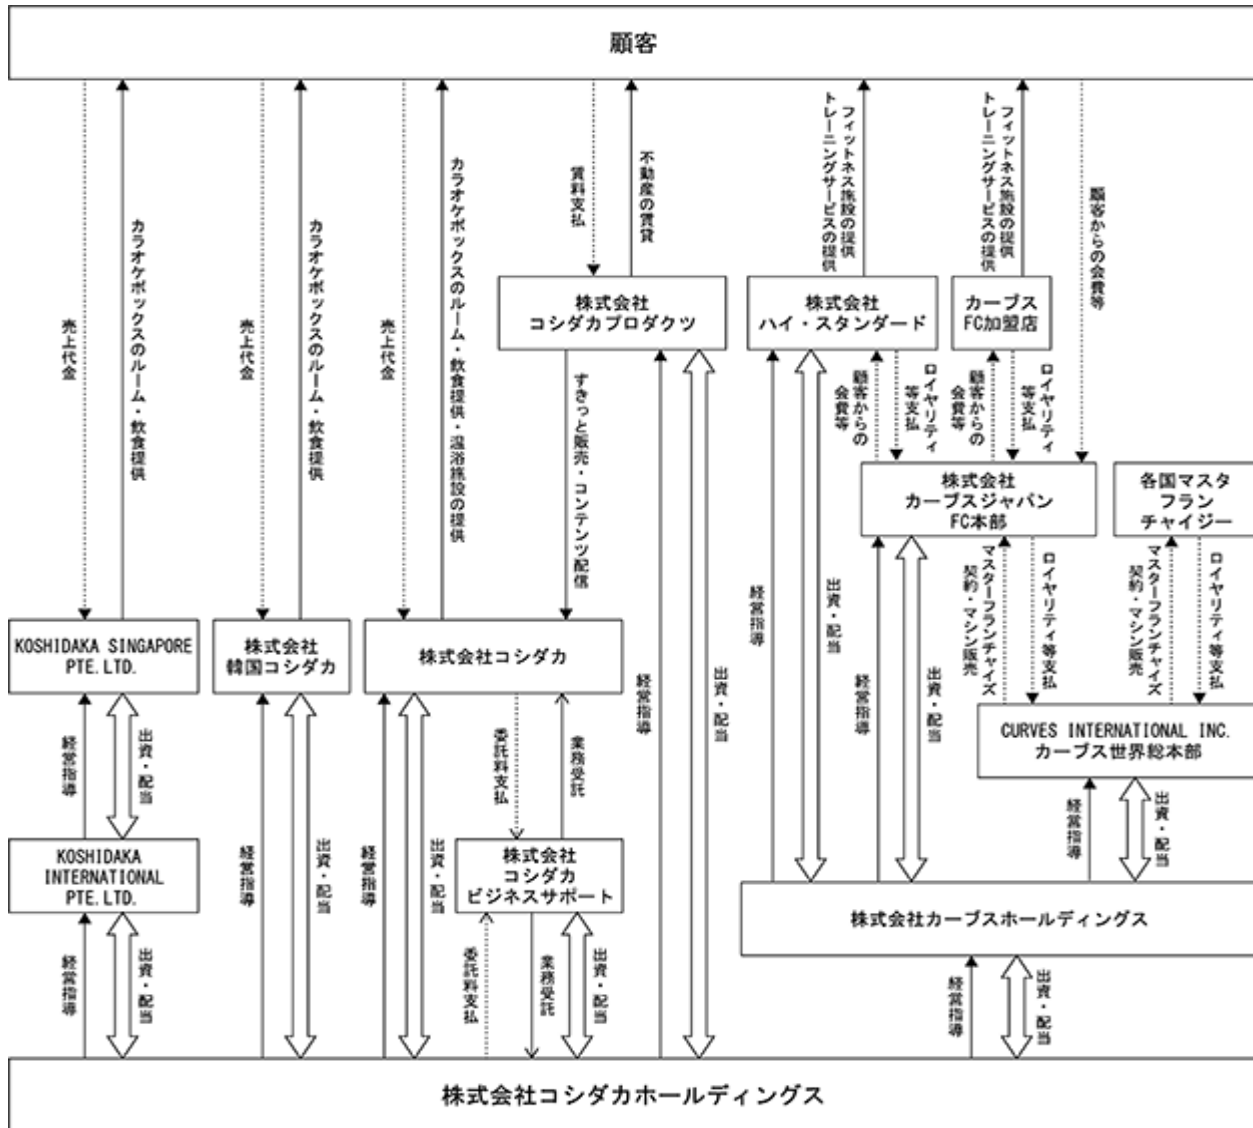 顧客
売上代金
カラオケボックスのルーム・飲食提供
売上代金
カラオケボックスのルーム・飲食提供
売上代金
カラオケボックスのルーム・飲食提供・温浴施設の提供
賃料支払
不動産の賃貸
フィットネス施設の提供
トレーニングサービスの提供
フィットネス施設の提供
トレーニングサービスの提供
顧客からの会費等
株式会社
コシダカプロダクツ
株式会社
ハイ・スタンダード
カーブス
FC加盟店
すきっと販売・コンテンツ配信
経営指導
出資・配当
経営指導
出資・配当
顧客からの
会費等
ロイヤリティ
等支払
顧客からの
会費等
ロイヤリティ
等支払
株式会社
カーブスジャパン
FC本部
各国マスタ
フラン
チャイジー
経営指導
出資・配当
マスターフランチャイズ
契約・マシン販売
ロイヤリティ等支払
マスターフランチャイズ
契約・マシン販売
ロイヤリティ等支払
KOSHIDAKA SINGAPORE
PTE.LTD.
株式会社
韓国コシダカ
株式会社コシダカ
CURVES INTERNATIONAL INC.
カーブス世界総本部
経営指導
出資・配当
経営指導
出資・配当
経営指導
出資・配当
委託料支払
業務受託
経営指導
出資・配当
KOSHIDAKA
INTERNATIONAL
PTE.LTD.
株式会社
コシダカ
ビジネスサポート
株式会社カーブスホールディングス
経営指導
出資・配当
委託料支払
業務受託
出資・配当
経営指導
出資・配当
株式会社コシダカホールディングス